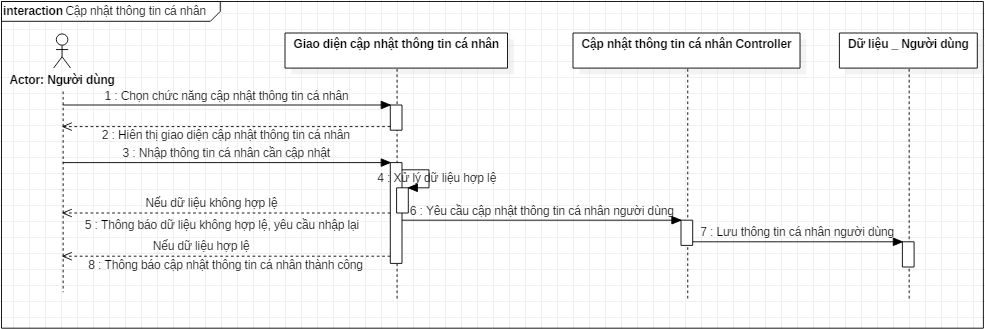 interaction Cập nhật thông tin cá nhân
Giao diện cập nhật thông tin cá nhân
Cập nhật thông tin cá nhân Controller
Dữ liệu _ Người dùng
Actor: Người dùng
1 : Chọn chức năng cập nhật thông tin cá nhân
2 : Hiên thị giao diện cập nhật thông tin cá nhân
3 : Nhập thông tin cá nhân cần cập nhật
4 : Xử lý dữ liệu hợp lệ
Nếu dữ liệu không hợp lệ
6 : Yêu cầu cập nhật thông tin cá nhân người dùng
5 : Thông báo dữ liệu không hợp lệ, yêu cầu nhập lại
7 : Lưu thông tin cá nhân người dùng
Nếu dữ liệu hợp lệ
8 : Thông báo cập nhật thông tin cá nhân thành công